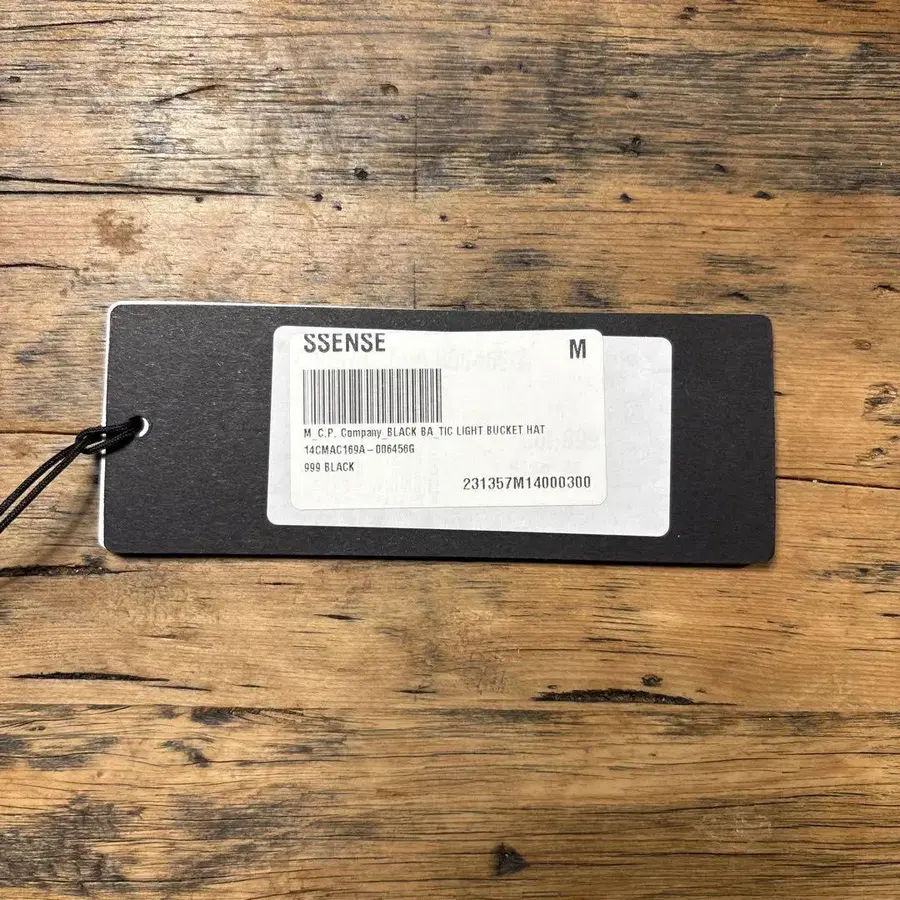 SSENSE
M
M_C.P. Company_BLACK BA_TIC LIGHT BUCKET HAT
14CMAC169A-006456G
999 BLACK
231357M14000300